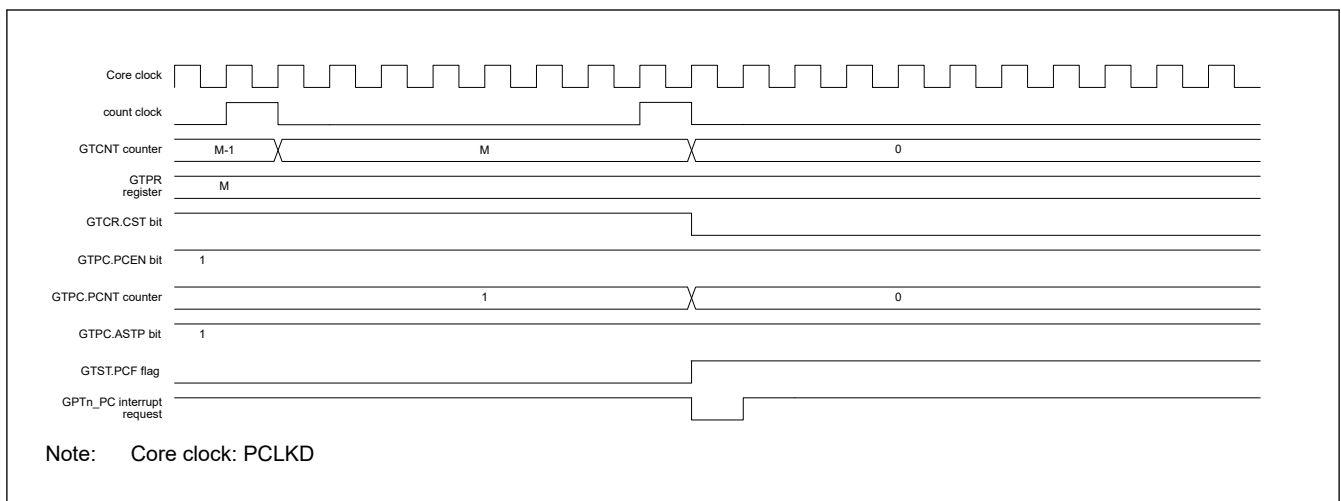 Core clock
count clock
GTCNT counter
M-1
M
0
GTPR
register
M
GTCR.CST bit
GTPC.PCEN bit
1
GTPC.PCNT counter
1
0
GTPC.ASTP bit
1
GTST.PCF flag
GPTn_PC interrupt
request
Note: Core clock: PCLKD